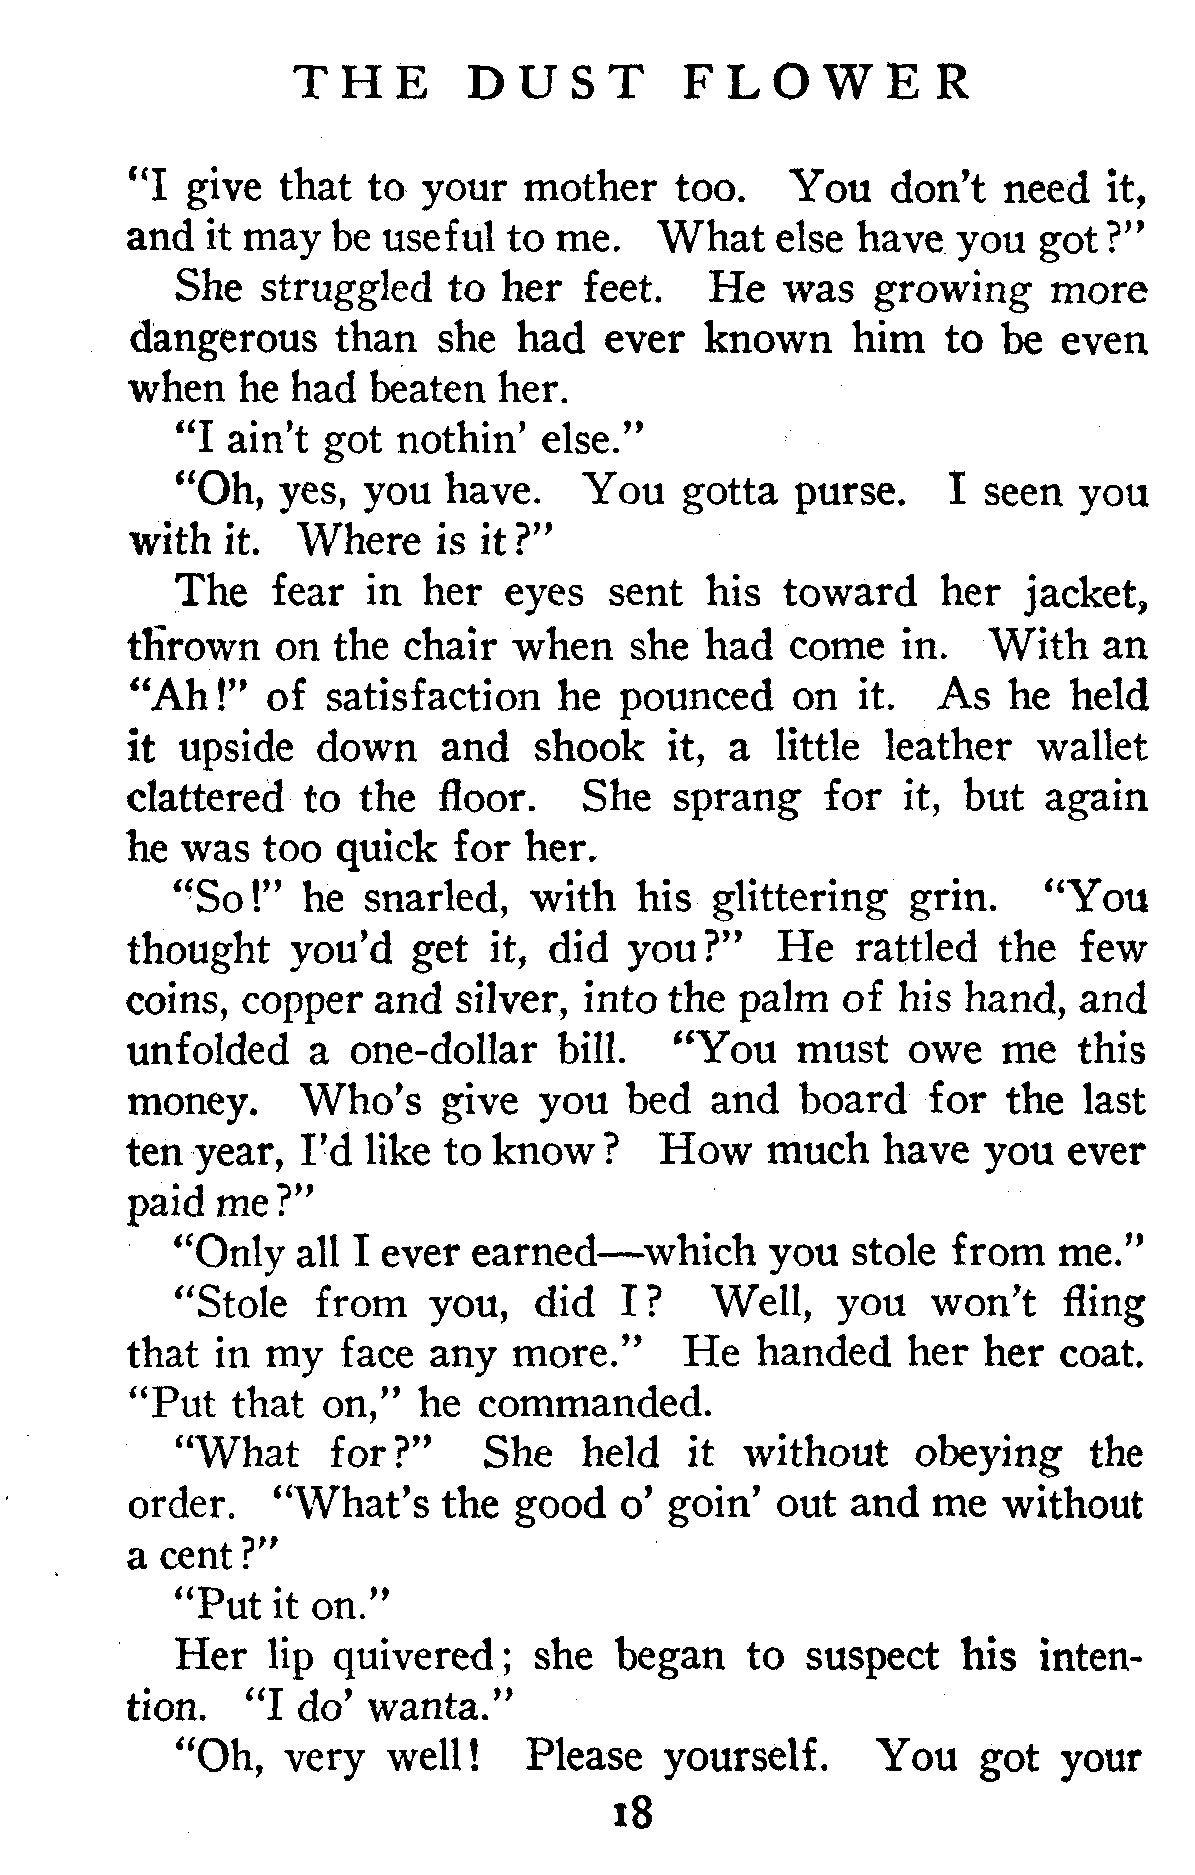 THE DUST FLOWER
“I give that to your mother too. You don't need it,
and it may be useful to me. What else have you got?”
She struggled to her feet. He was growing more
dangerous than she had ever known him to be even
when he had beaten her.
“I ain't got nothin' else.”
“Oh, yes, you have. You gotta purse. I seen you
with it. Where is it?”
The fear in her eyes sent his toward her jacket,
thrown on the chair when she had come in. With an
“Ah!” of satisfaction he pounced on it. As he held
it upside down and shook it, a little leather wallet
clattered to the floor. She sprang for it, but again
he was too quick for her.
“So!” he snarled, with his glittering grin. “You
thought you'd get it, did you?” He rattled the few
coins, copper and silver, into the palm of his hand, and
unfolded a one-dollar bill. “You must owe me this
money. Who's give you bed and board for the last
ten year, I'd like to know? How much have you ever
paid me?”
“Only all I ever earned—which you stole from me.”
“Stole from you, did I? Well, you won't fling
that in my face any more.” He handed her her coat.
“Put that on,” he commanded.
“What for?” She held it without obeying the
order. “What's the good o' goin' out and me without
a cent?”
“Put it on.”
Her lip quivered; she began to suspect his inten-
tion. “I do' wanta.”
“Oh, very well! Please yourself. You got your
18